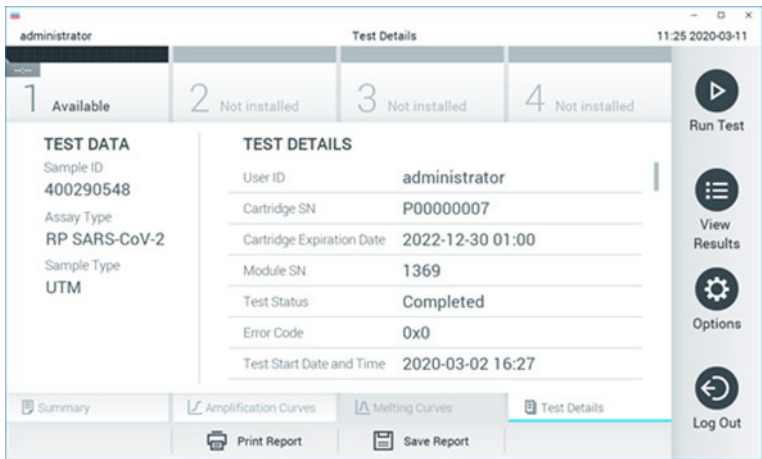 administrator Test Details 11:25 2020-03-11
1 Available 2 Not installed 3 Not installed 4 Not installed
Run Test
View
Results
Options
Log Out
TEST DATA
Sample ID
400290548
Assay Type
RP SARS-CoV-2
Sample Type
UTM
TEST DETAILS
User ID administrator
Cartridge SN P00000007
Cartridge Expiration Date 2022-12-30 01:00
Module SN 1369
Test Status Completed
Error Code 0x0
Test Start Date and Time 2020-03-02 16:27
Summary Amplification Curves Melting Curves Test Details
Print Report Save Report